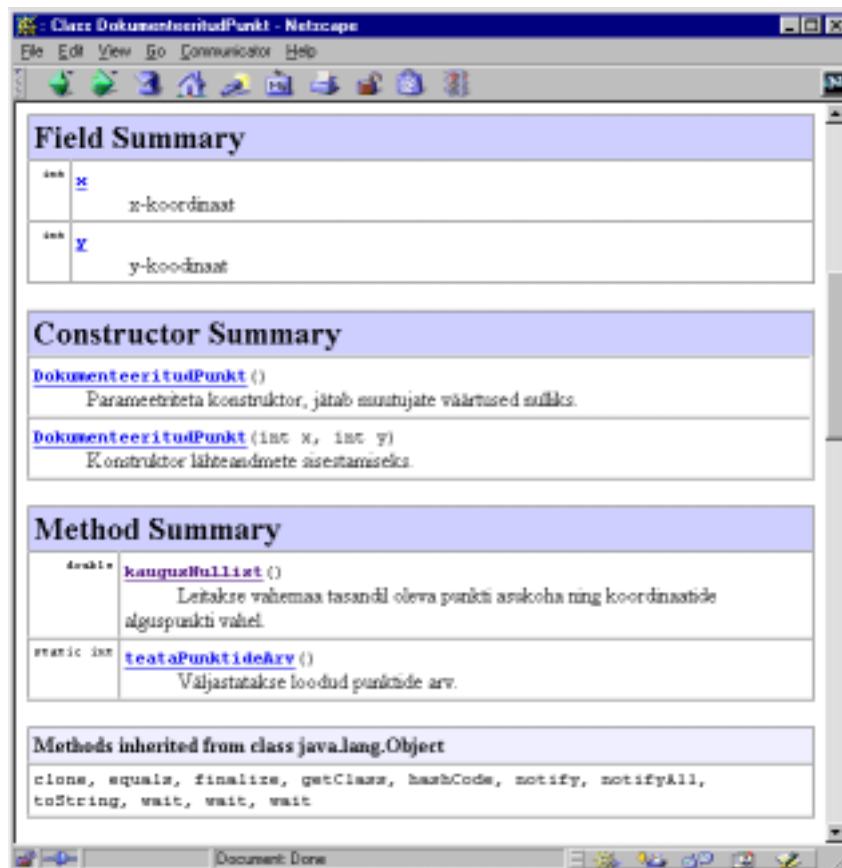 : Class DokumenteeritudPunkt - Netscape
File Edit View Go Communicator Help
Field Summary
int x
x-koordinaat
int y
y-koodinaat
Constructor Summary
DokumenteeritudPunkt()
Parameetriteta konstruktor, jätab muutujate väärtused nulliks.
DokumenteeritudPunkt(int x, int y)
Konstruktor lähteandmete sisestamiseks.
Method Summary
double kaugusNullist()
Leitakse vahemaa tasandil oleva punkti asukoha ning koordinaatide
alguspunkti vahel.
static int teataPunktideArv()
Väljastatakse loodud punktide arv.
Methods inherited from class java.lang.Object
clone, equals, finalize, getClass, hashCode, notify, notifyAll,
toString, wait, wait, wait
Document: Done